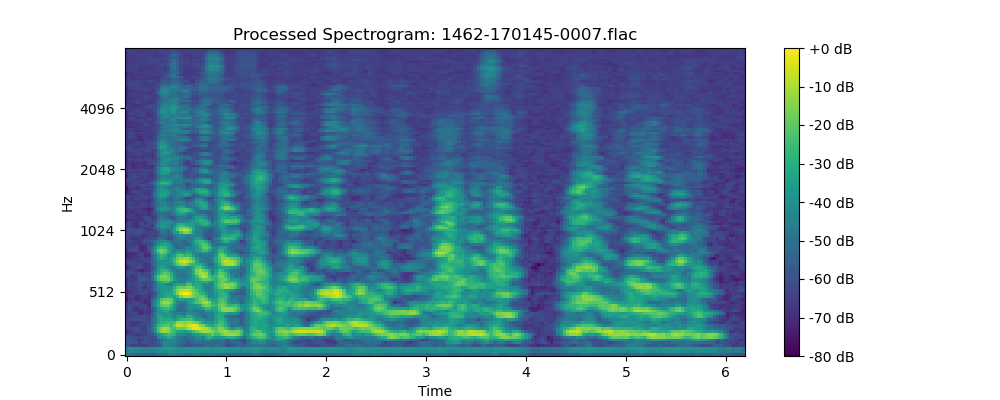 Processed Spectrogram: 1462-170145-0007.flac
Hz
4096
2048
1024
512
0
0 1 2 3 4 5 6
Time
+0 dB
-10 dB
-20 dB
-30 dB
-40 dB
-50 dB
-60 dB
-70 dB
-80 dB